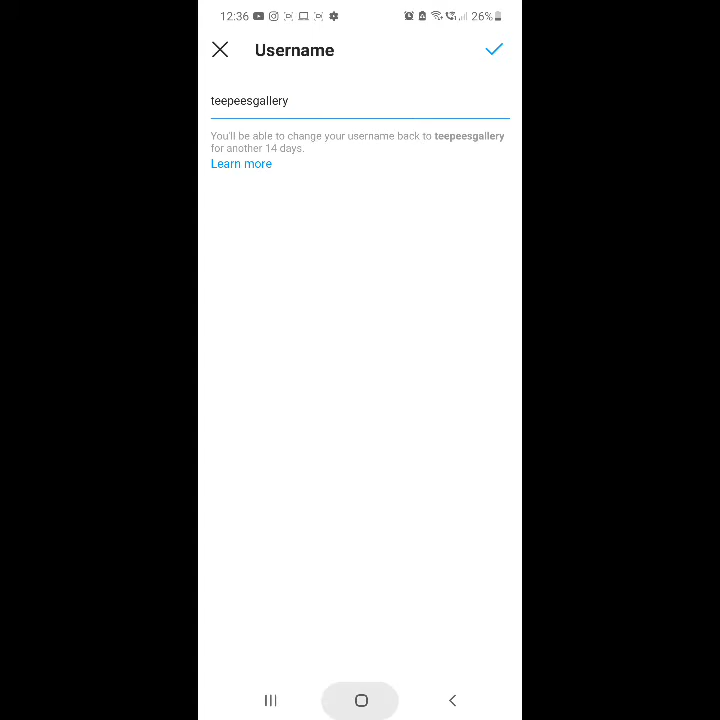 12:36 26%
Username
teepeesgallery
You'll be able to change your username back to teepeesgallery
for another 14 days.
Learn more